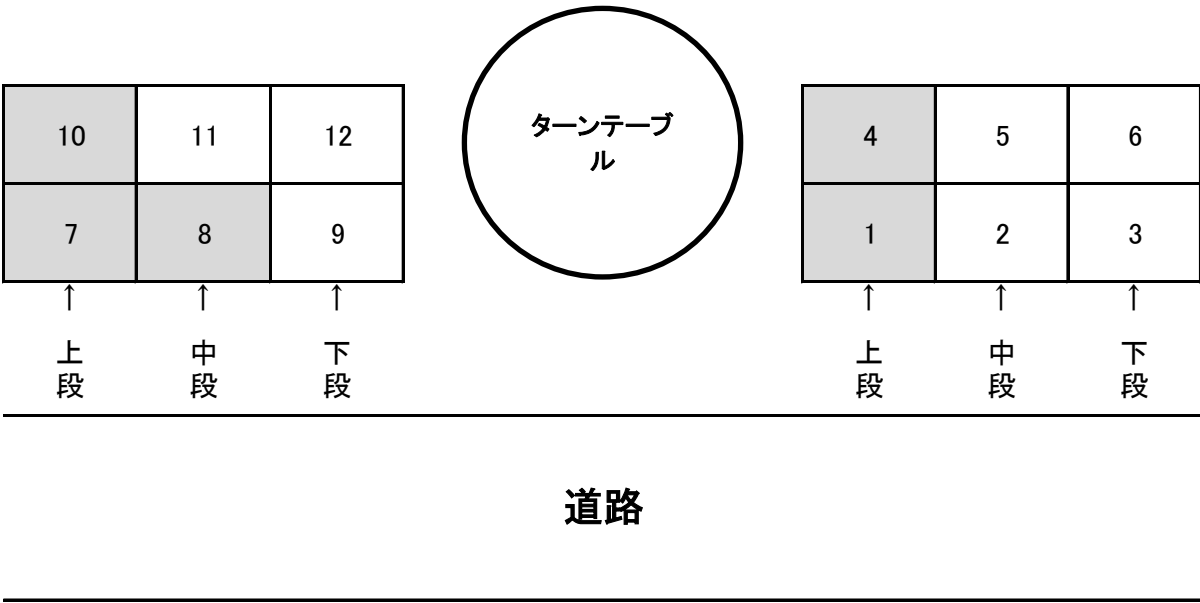 ターンテーブ
ル
10 11 12
4 5 6
7 8 9
1 2 3
↑ ↑ ↑
↑ ↑ ↑
上段 中段 下段
上段 中段 下段
道路